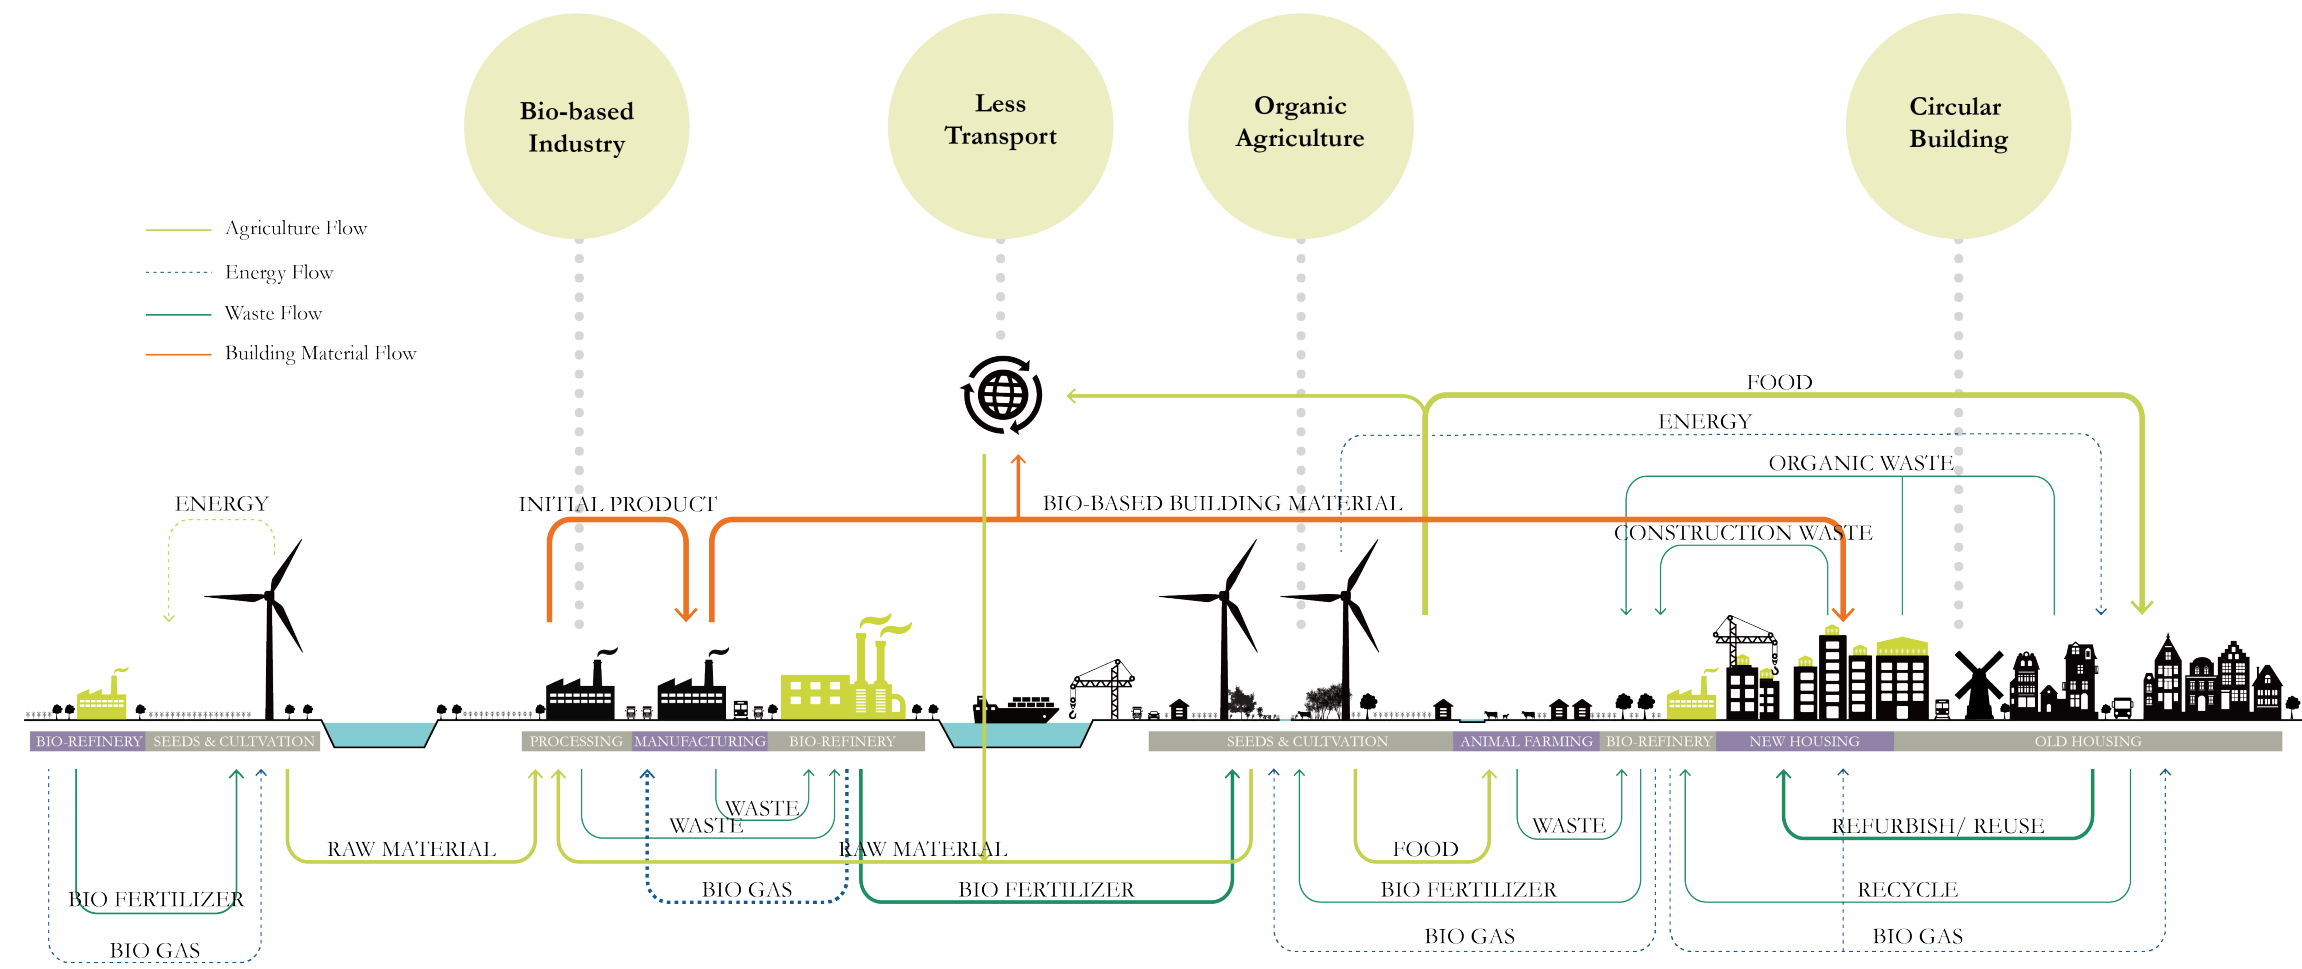 Bio-based
Industry
Less
Transport
Organic
Agriculture
Circular
Building
Agriculture Flow
Energy Flow
Waste Flow
Building Material Flow
FOOD
ENERGY
ORGANIC WASTE
ENERGY
INITIAL PRODUCT
BIO-BASED BUILDING MATERIAL
CONSTRUCTION WASTE
BIO-REFINERY
SEEDS & CULTVATION
PROCESSING
MANUFACTURING
BIO-REFINERY
SEEDS & CULTVATION
ANIMAL FARMING
BIO-REFINERY
NEW HOUSING
OLD HOUSING
WASTE
WASTE
WASTE
REFURBISH/ REUSE
RAW MATERIAL
RAW MATERIAL
FOOD
BIO GAS
BIO FERTILIZER
BIO FERTILIZER
RECYCLE
BIO FERTILIZER
BIO GAS
BIO GAS
BIO GAS